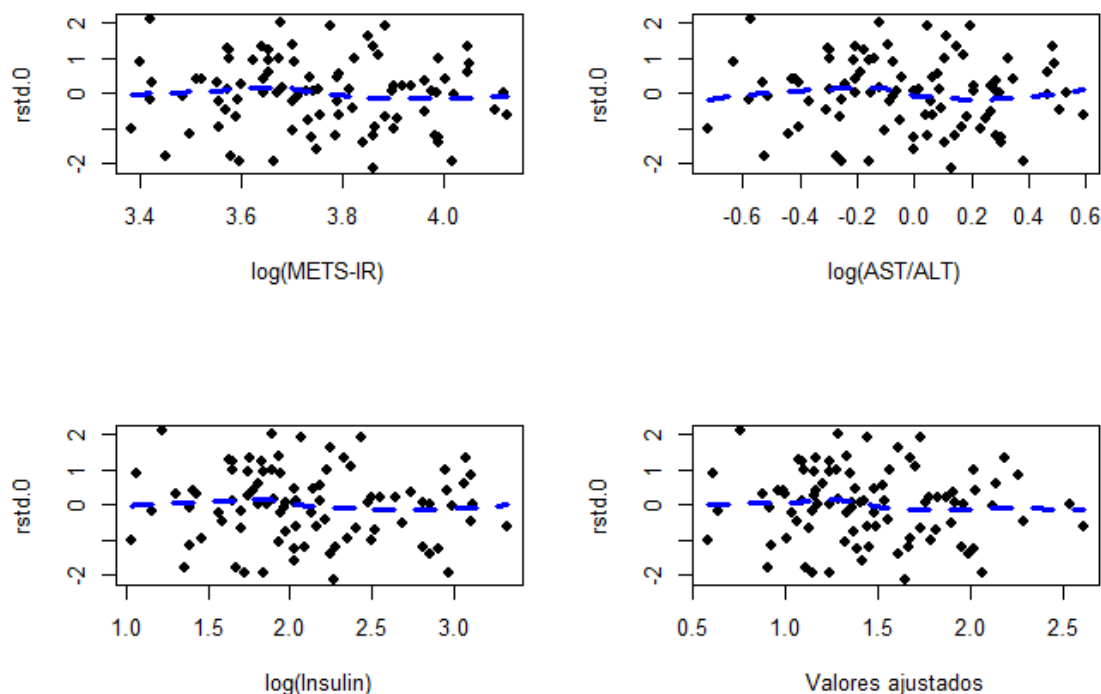 rstd.0
2
1
0
-2
3.4 3.6 3.8 4.0
log(METS-IR)
rstd.0
2
1
0
-2
-0.6 -0.4 -0.2 0.0 0.2 0.4 0.6
log(AST/ALT)
rstd.0
2
1
0
-2
1.0 1.5 2.0 2.5 3.0
log(Insulin)
rstd.0
2
1
0
-2
0.5 1.0 1.5 2.0 2.5
Valores ajustados